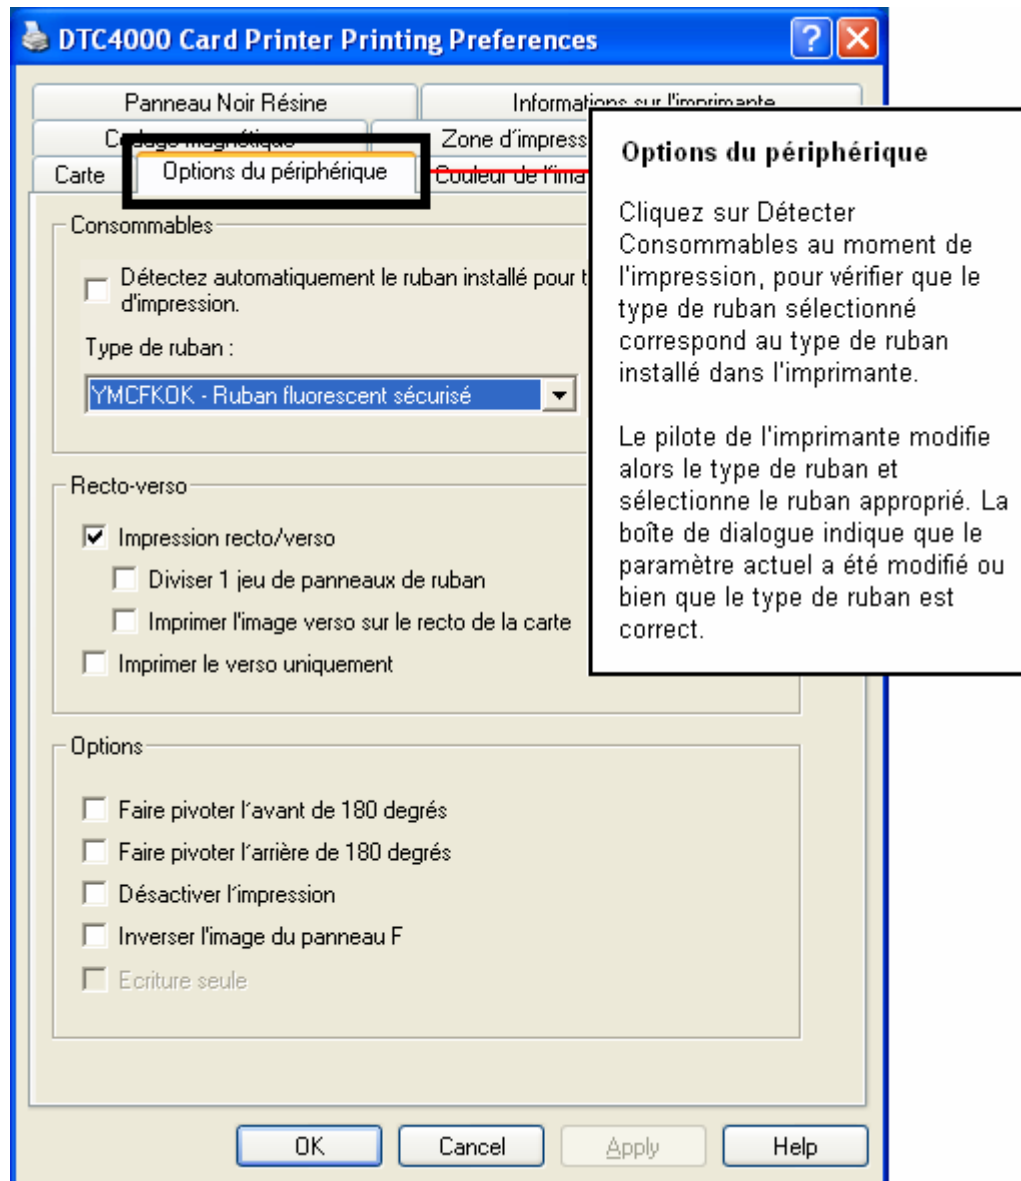 DTC4000 Card Printer Printing Preferences
Panneau Noir Résine
Informations sur l'imprimante
Codage magnétique
Zone d'impress
Carte
Options du périphérique
Couleur de l'ima
Consommables
Détectez automatiquement le ruban installé pour t
d'impression.
Type de ruban :
YMCFKOK - Ruban fluorescent sécurisé
Recto-verso
Impression recto/verso
Diviser 1 jeu de panneaux de ruban
Imprimer l'image verso sur le recto de la carte
Imprimer le verso uniquement
Options
Faire pivoter l'avant de 180 degrés
Faire pivoter l'arrière de 180 degrés
Désactiver l'impression
Inverser l'image du panneau F
Ecriture seule
OK
Cancel
Apply
Help
Options du périphérique
Cliquez sur Détecter
Consommables au moment de
l'impression, pour vérifier que le
type de ruban sélectionné
correspond au type de ruban
installé dans l'imprimante.
Le pilote de l'imprimante modifie
alors le type de ruban et
sélectionne le ruban approprié. La
boîte de dialogue indique que le
paramètre actuel a été modifié ou
bien que le type de ruban est
correct.